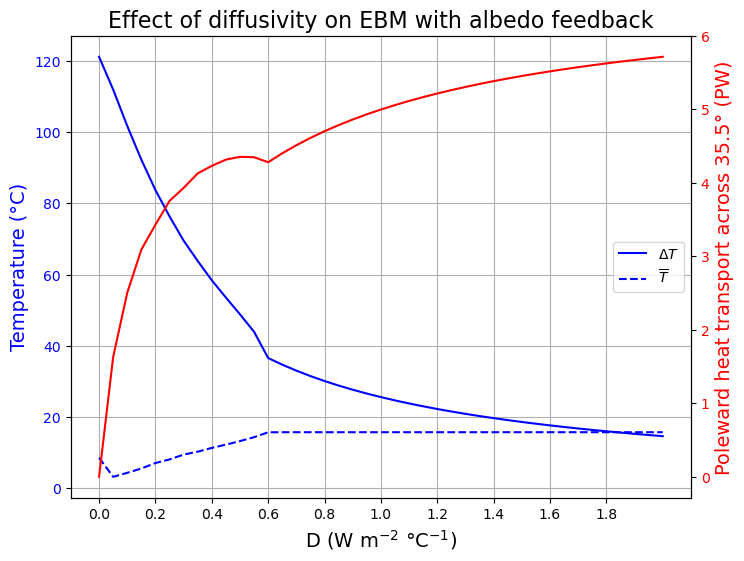 Effect of diffusivity on EBM with albedo feedback
Temperature (°C)
120
100
80
60
40
20
0
6
5
4
3
2
1
0
Poleward heat transport across 35.5° (PW)
ΔT
T̅
0.0 0.2 0.4 0.6 0.8 1.0 1.2 1.4 1.6 1.8
D (W m⁻² °C⁻¹)